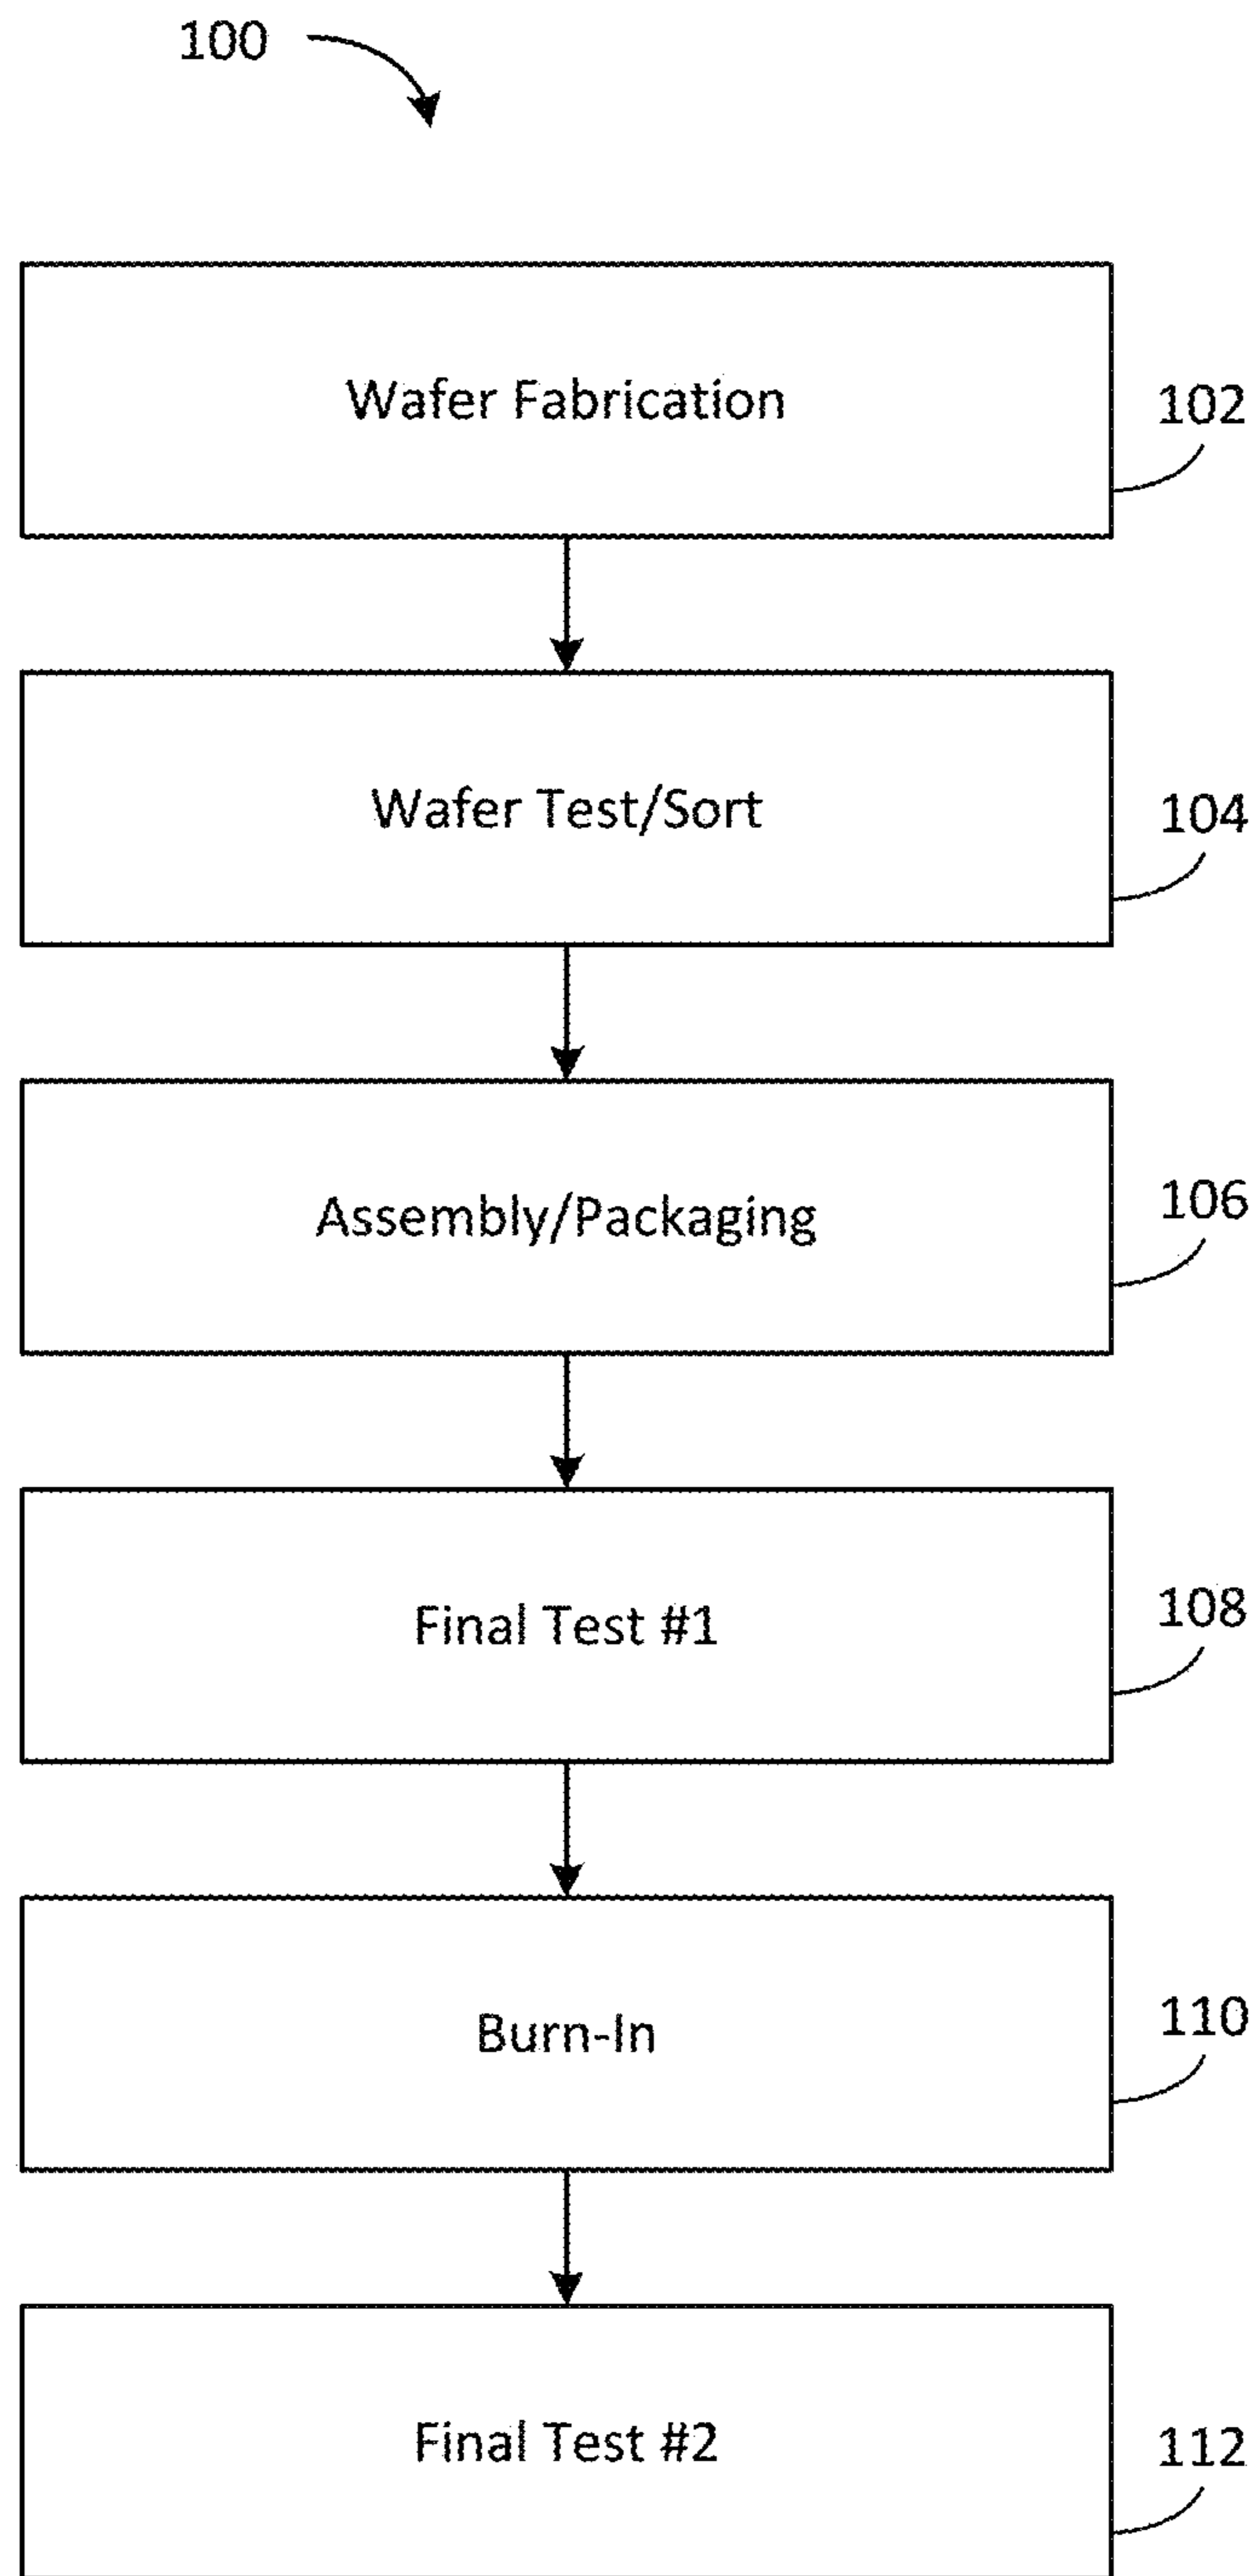 100
Wafer Fabrication
102
Wafer Test/Sort
104
Assembly/Packaging
106
Final Test #1
108
Burn-In
110
Final Test #2
112